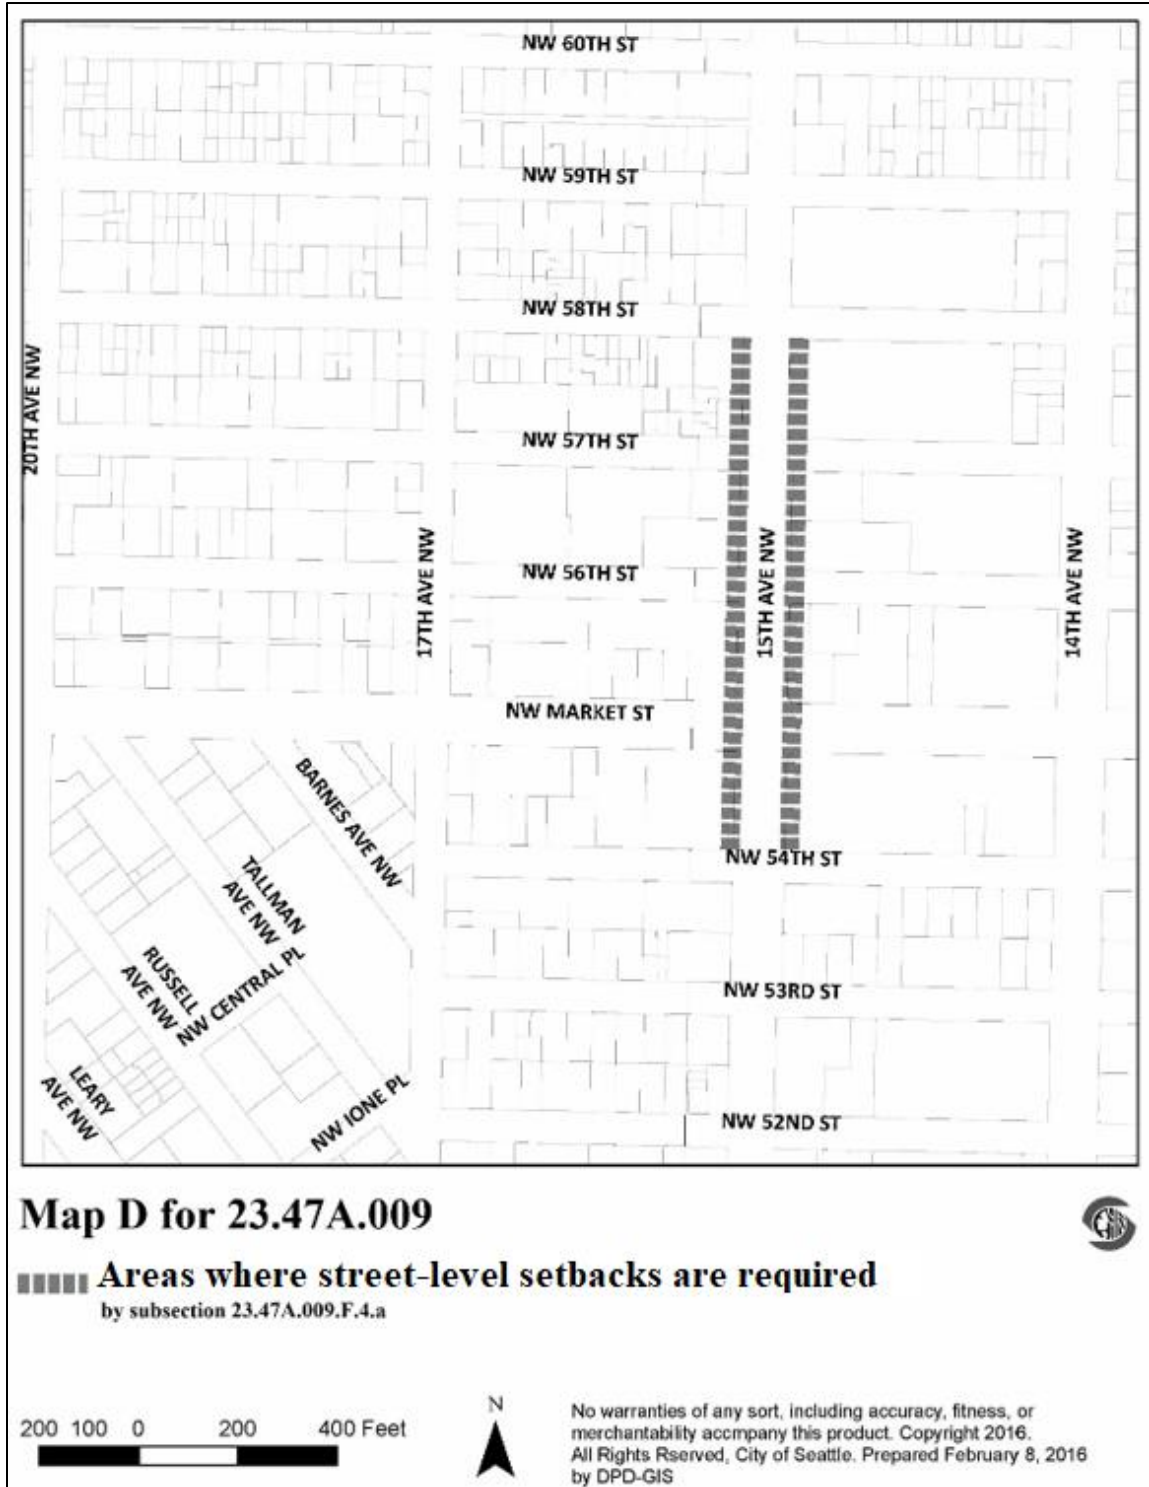 NW 60TH ST
NW 59TH ST
NW 58TH ST
20TH AVE NW
NW 57TH ST
17TH AVE NW
NW 56TH ST
15TH AVE NW
14TH AVE NW
NW MARKET ST
BARNES AVE NW
NW 54TH ST
TALLMAN
AVE NW
RUSSELL
AVE NW
NW CENTRAL PL
NW 53RD ST
LEARY
AVE NW
NW IONE PL
NW 52ND ST
Map D for 23.47A.009
Areas where street-level setbacks are required
by subsection 23.47A.009.F.4.a
200 100 0 200 400 Feet
N
No warranties of any sort, including accuracy, fitness, or
merchantability accmpany this product. Copyright 2016.
All Rights Rserved, City of Seattle. Prepared February 8, 2016
by DPD-GIS